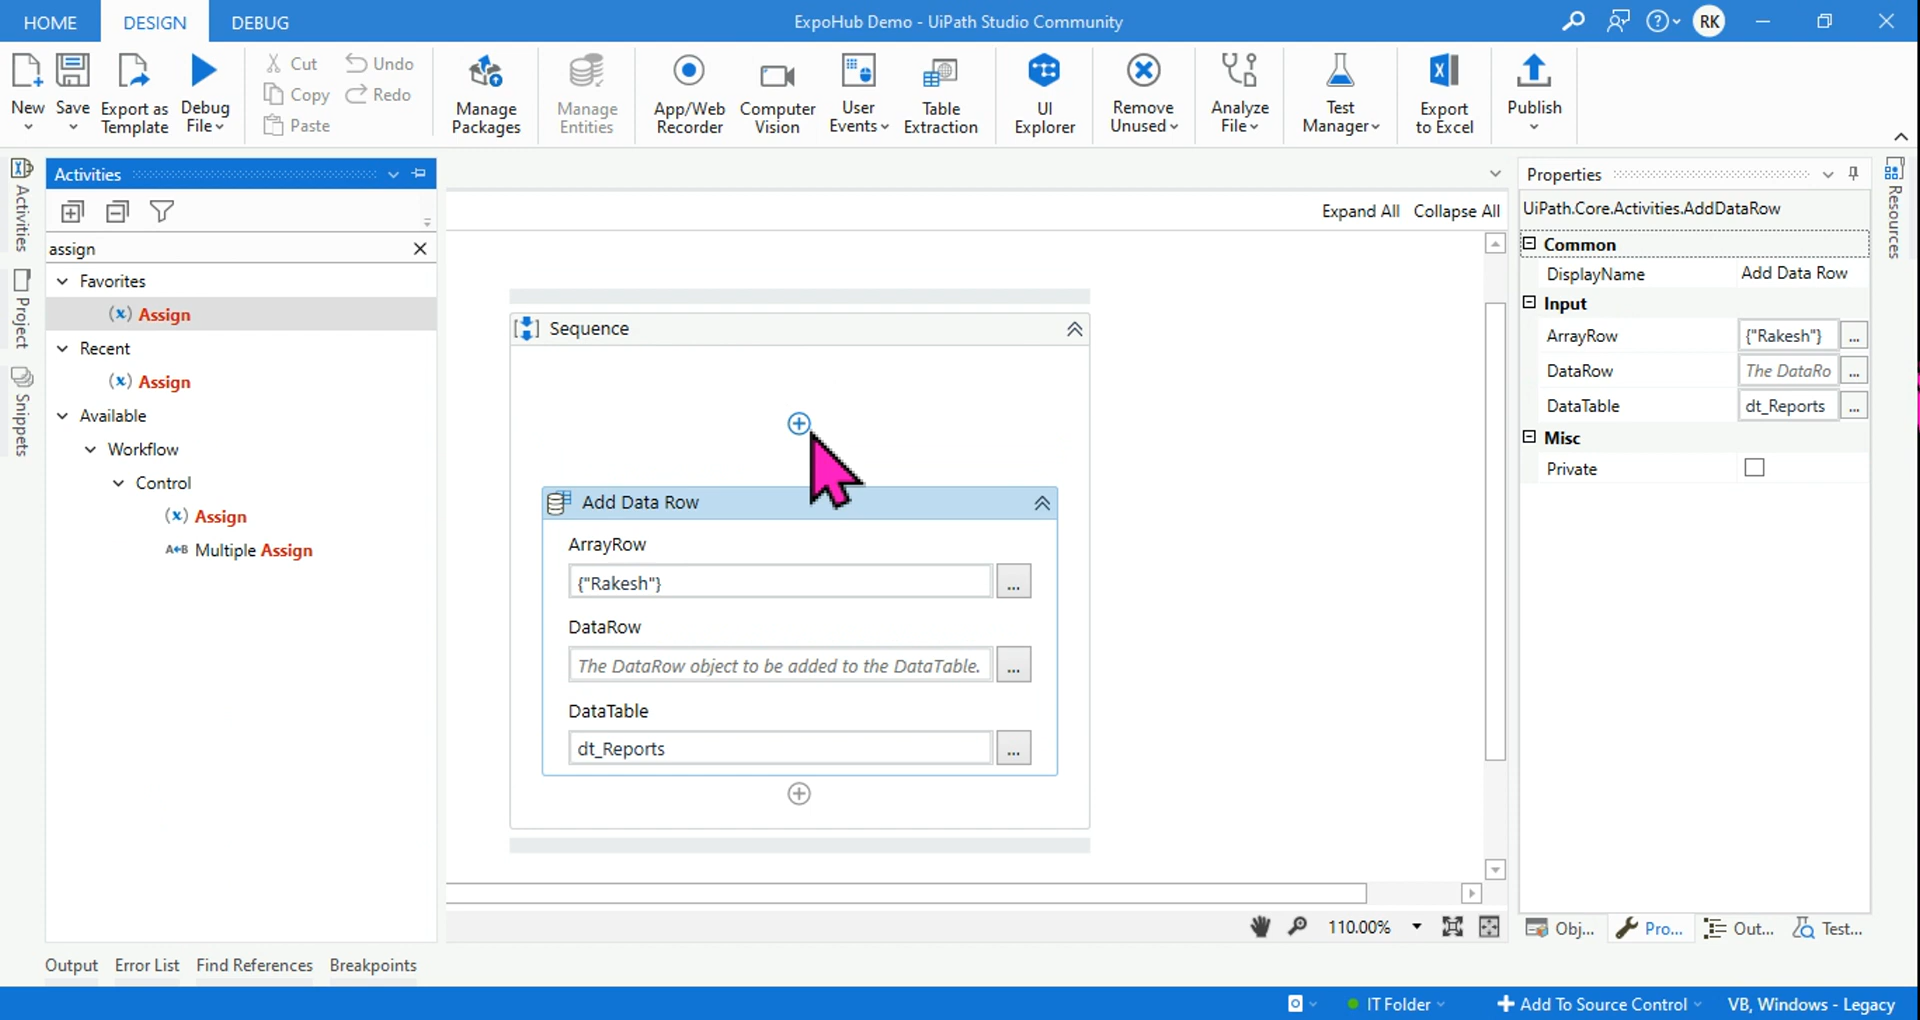 HOME DESIGN DEBUG ExpoHub Demo - UiPath Studio Community RK
New Save Export as Template Debug File Cut Copy Paste Undo Redo Manage Packages Manage Entities App/Web Recorder Computer Vision User Events Table Extraction UI Explorer Remove Unused Analyze File Test Manager Export to Excel Publish
Activities
Project
Snippets
Activities
assign
Favorites
(x) Assign
Recent
(x) Assign
Available
Workflow
Control
(x) Assign
A+B Multiple Assign
Expand All Collapse All
Sequence
Add Data Row
ArrayRow
{"Rakesh"} ...
DataRow
The DataRow object to be added to the DataTable. ...
DataTable
dt_Reports ...
110.00%
Properties
UiPath.Core.Activities.AddDataRow
Common
DisplayName Add Data Row
Input
ArrayRow {"Rakesh"} ...
DataRow The DataRo ...
DataTable dt_Reports ...
Misc
Private
Obj... Pro... Out... Test...
Resources
Output Error List Find References Breakpoints
IT Folder Add To Source Control VB, Windows - Legacy